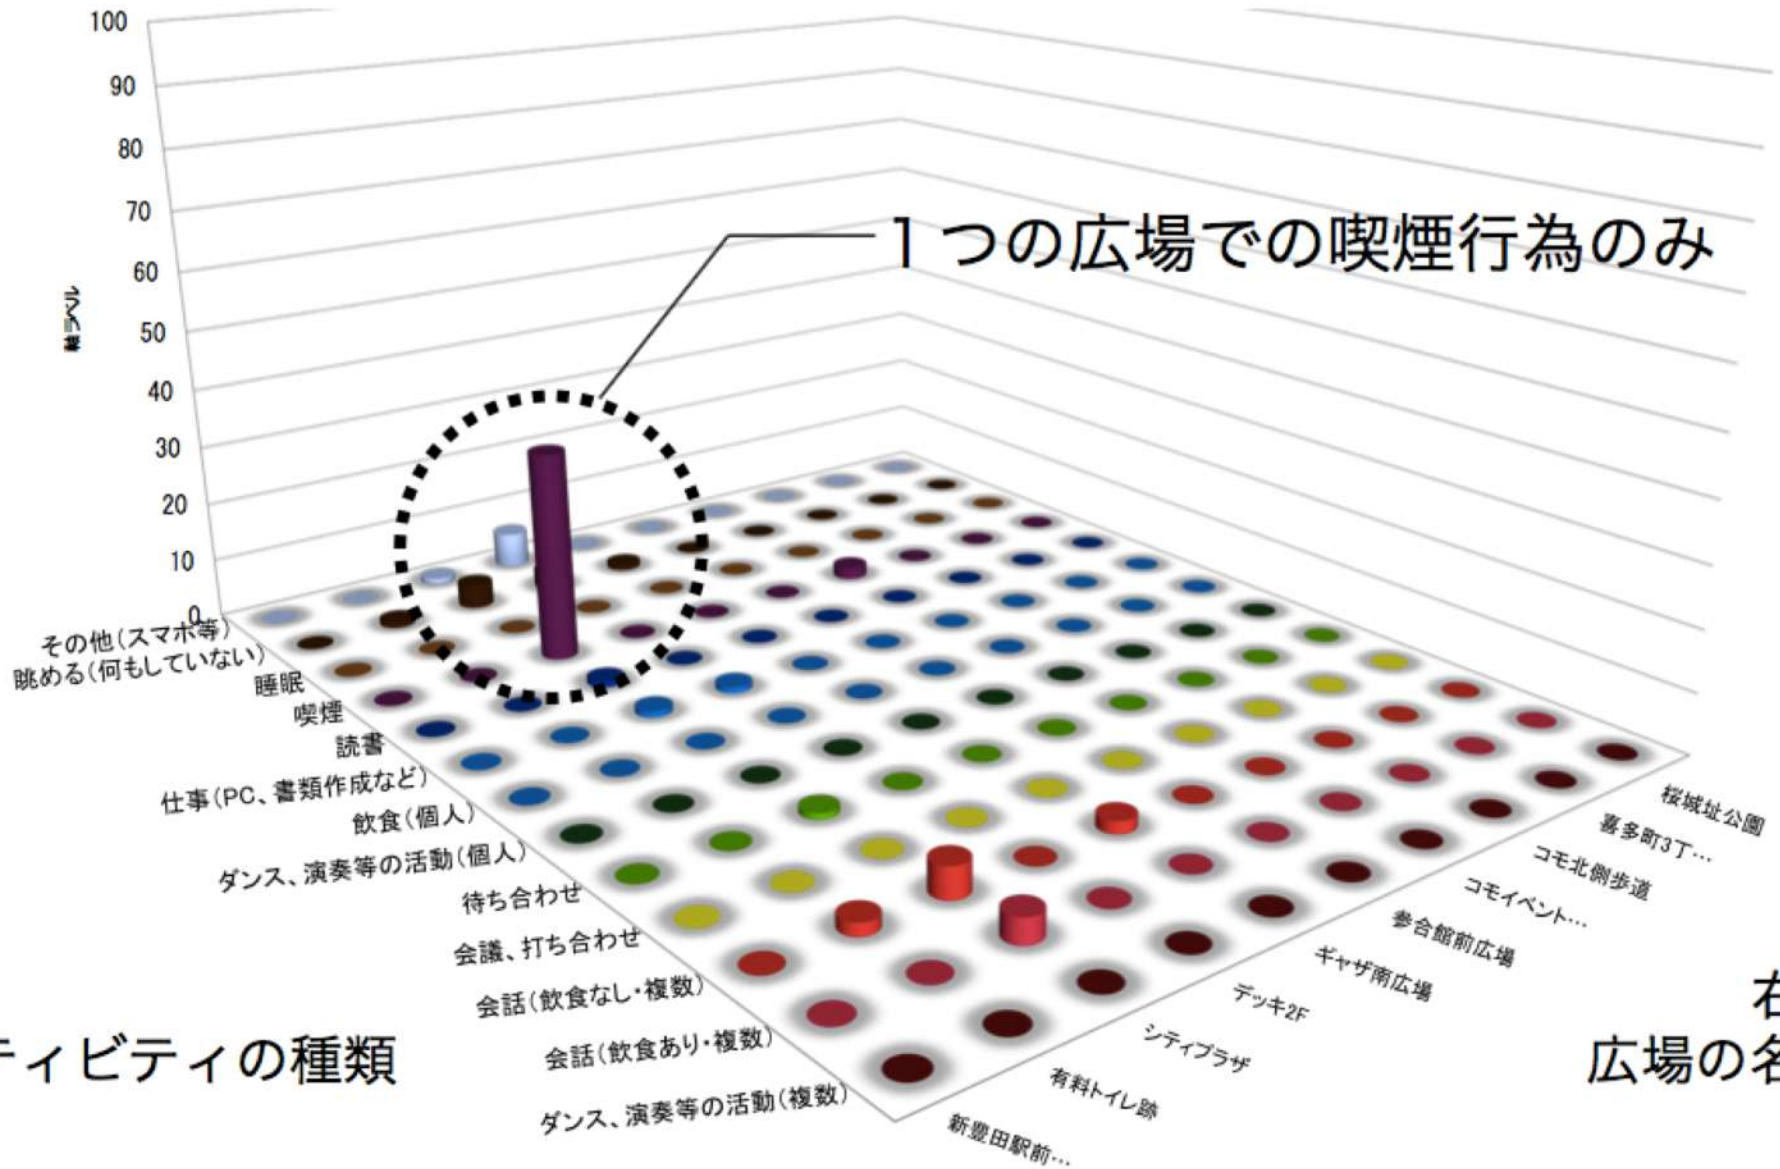 100
90
80
70
60
50
40
30
20
10
0
軸ラベル
1つの広場での喫煙行為のみ
その他(スマホ等)
眺める(何もしていない)
睡眠
喫煙
読書
仕事(PC、書類作成など)
飲食(個人)
ダンス、演奏等の活動(個人)
待ち合わせ
会議、打ち合わせ
会話(飲食なし・複数)
会話(飲食あり・複数)
ダンス、演奏等の活動(複数)
新豊田駅前…
有料トイレ跡
シティプラザ
デッキ2F
ギャザ南広場
参合館前広場
コモイベント…
コモ北側歩道
喜多町3丁…
桜城址公園
ティビティの種類
右
広場の名